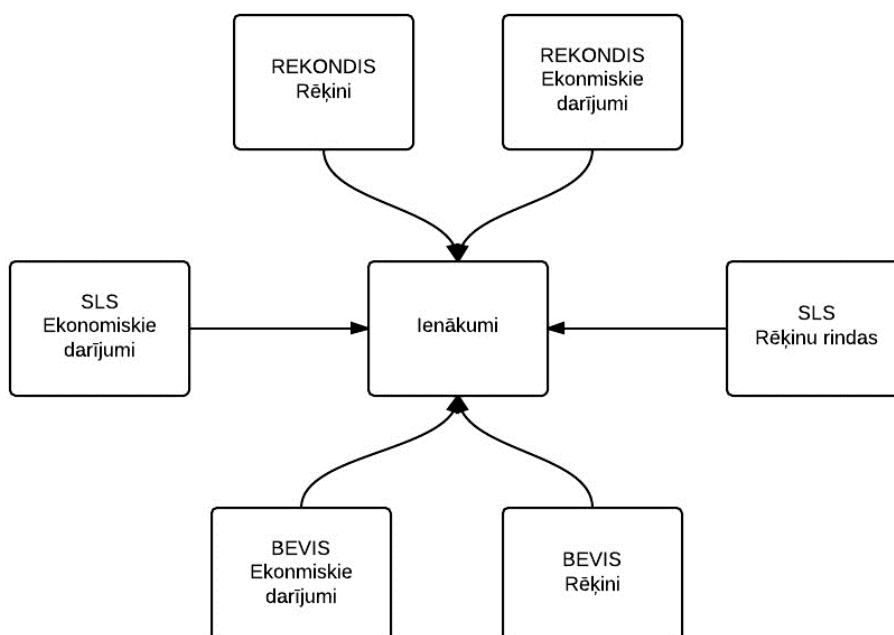 REKONDIS
Rēķini
REKONDIS
Ekonmiskie
darījumi
SLS
Ekonomiskie
darījumi
Ienākumi
SLS
Rēķinu rindas
BEVIS
Ekonmiskie
darījumi
BEVIS
Rēķini